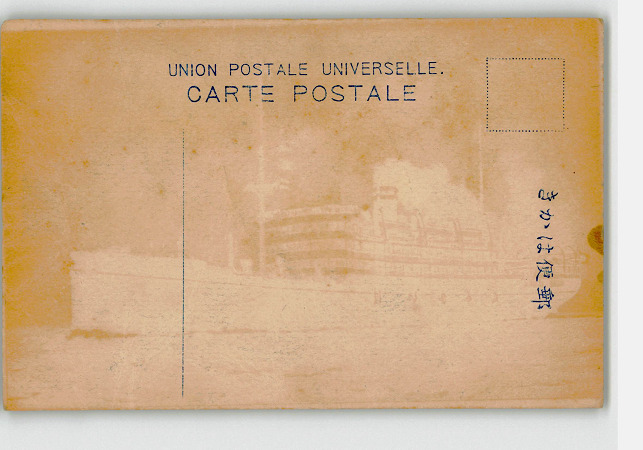 UNION POSTALE UNIVERSELLE.
CARTE POSTALE
きかは便郵